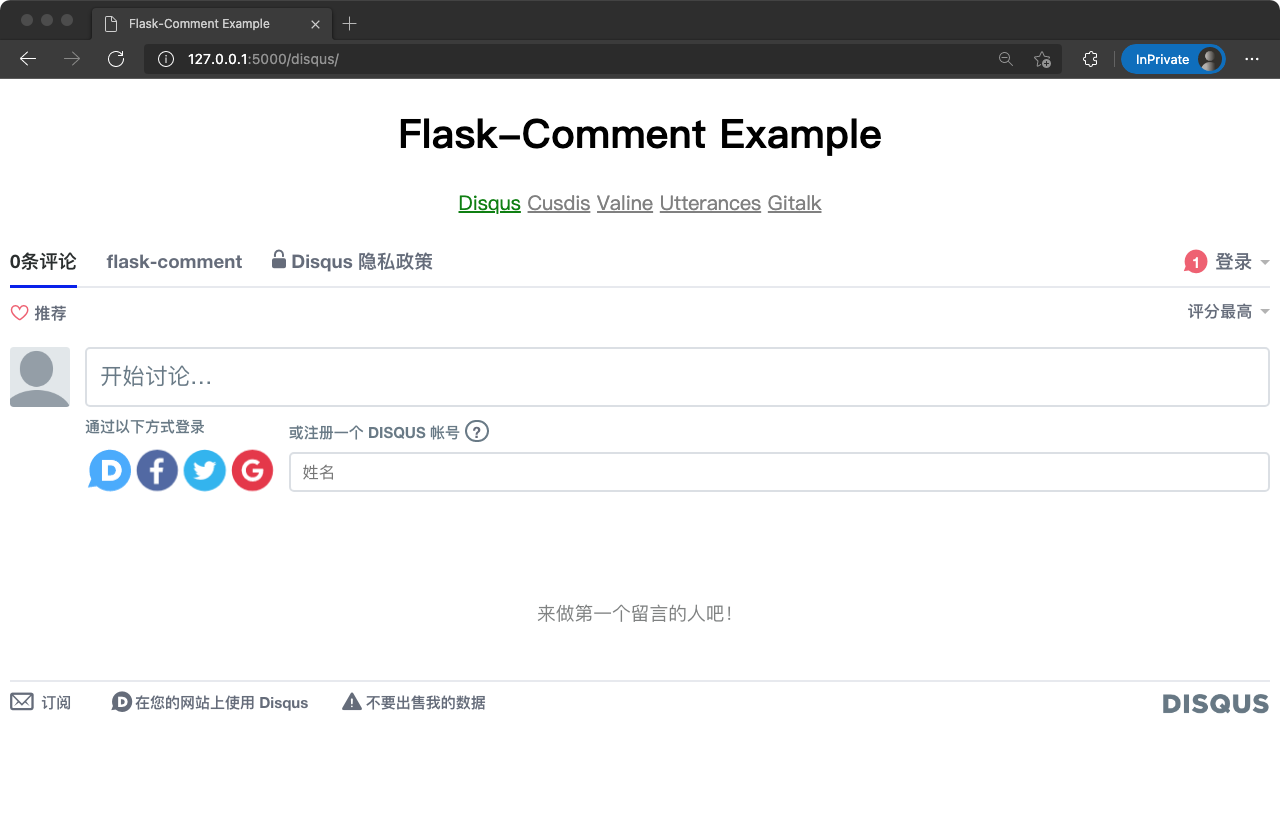 Flask-Comment Example
127.0.0.1:5000/disqus/
InPrivate
Flask-Comment Example
Disqus Cusdis Valine Utterances Gitalk
0条评论 flask-comment Disqus 隐私政策 1 登录
推荐 评分最高
开始讨论...
通过以下方式登录 或注册一个 DISQUS 帐号 ?
姓名
来做第一个留言的人吧！
订阅 在您的网站上使用 Disqus 不要出售我的数据 DISQUS